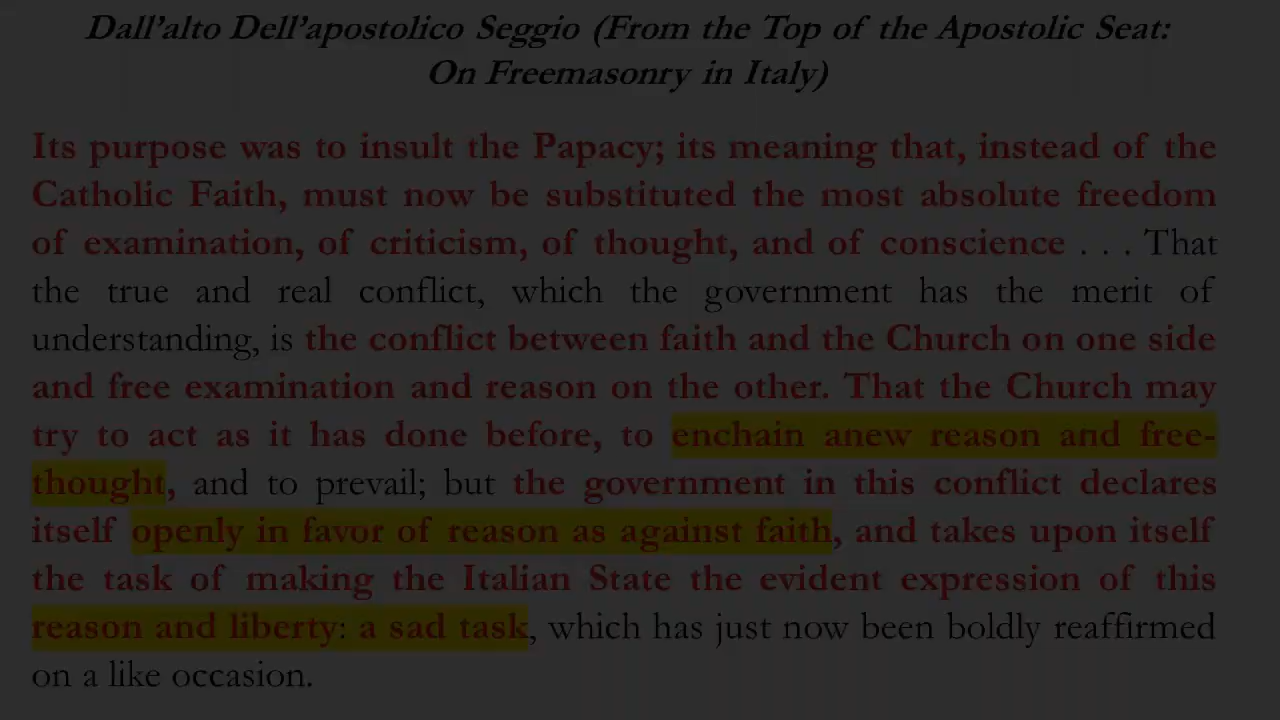 Dall'alto Dell'apostolico Seggio (From the Top of the Apostolic Seat:
On Freemasonry in Italy)
Its purpose was to insult the Papacy; its meaning that, instead of the
Catholic Faith, must now be substituted the most absolute freedom
of examination, of criticism, of thought, and of conscience . . . That
the true and real conflict, which the government has the merit of
understanding, is the conflict between faith and the Church on one side
and free examination and reason on the other. That the Church may
try to act as it has done before, to enchain anew reason and free-
thought, and to prevail; but the government in this conflict declares
itself openly in favor of reason as against faith, and takes upon itself
the task of making the Italian State the evident expression of this
reason and liberty: a sad task, which has just now been boldly reaffirmed
on a like occasion.